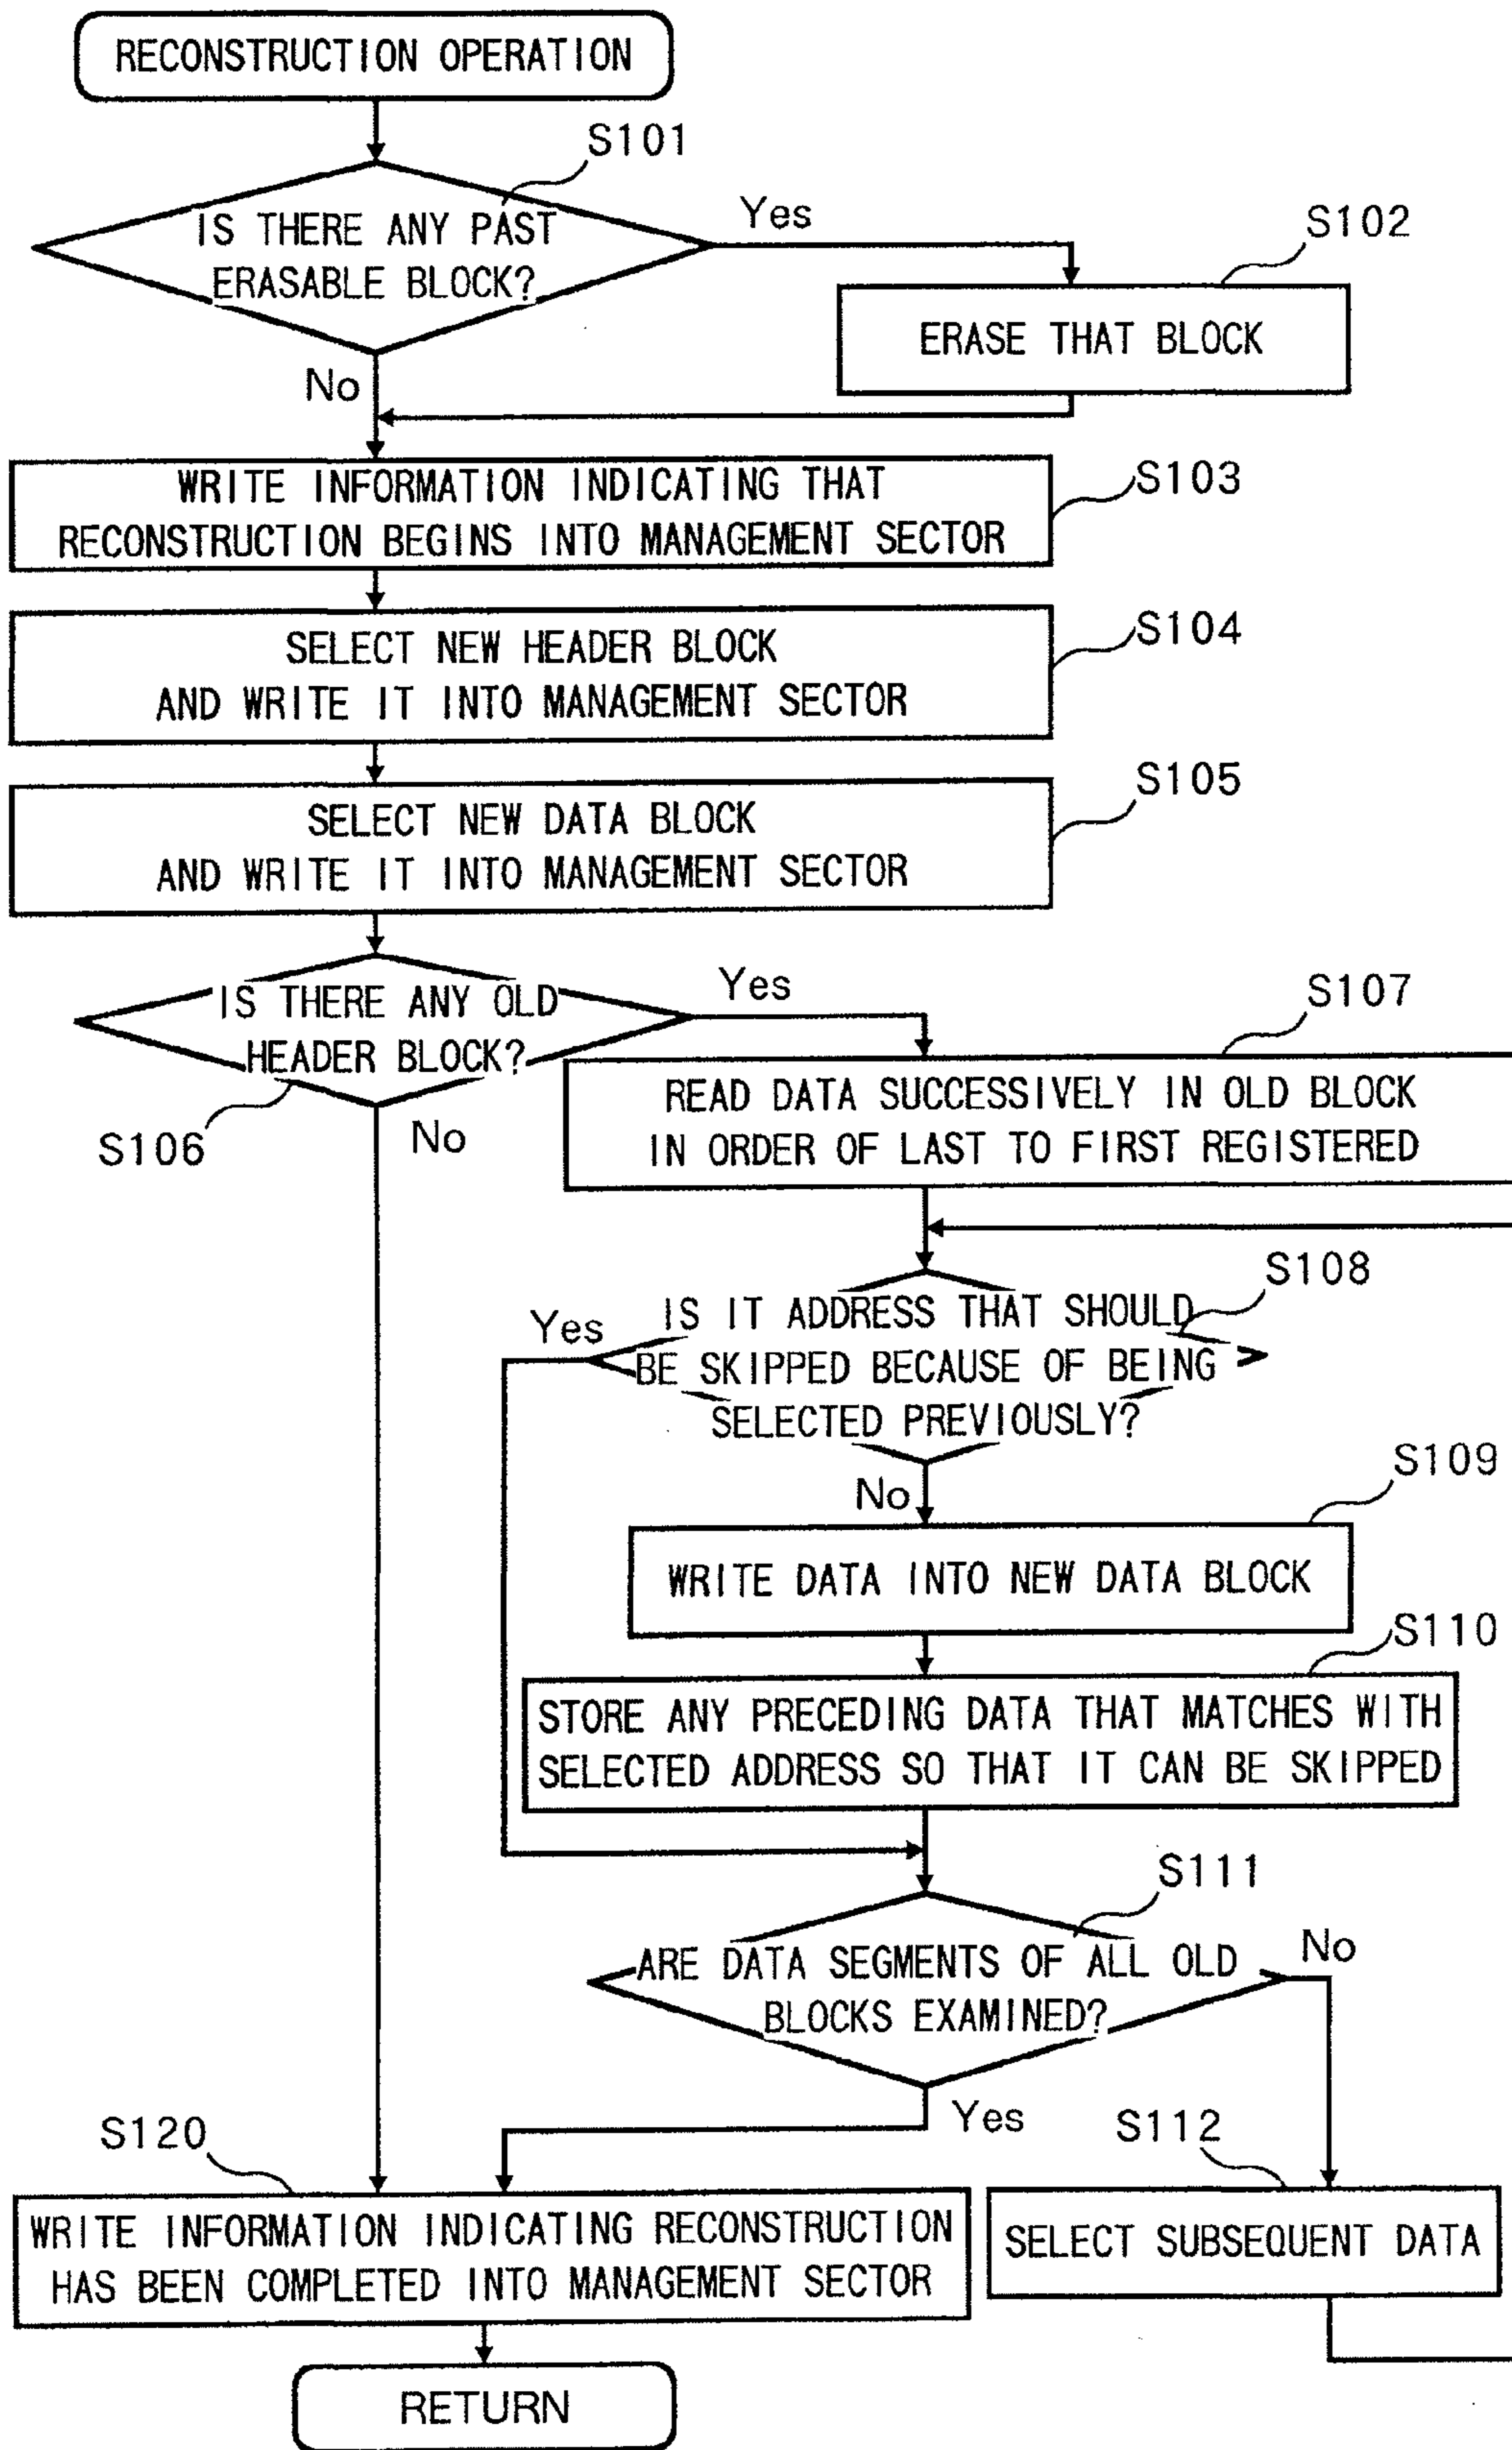 RECONSTRUCTION OPERATION
S101
IS THERE ANY PAST
ERASABLE BLOCK?
Yes
No
S102
ERASE THAT BLOCK
WRITE INFORMATION INDICATING THAT
RECONSTRUCTION BEGINS INTO MANAGEMENT SECTOR
S103
SELECT NEW HEADER BLOCK
AND WRITE IT INTO MANAGEMENT SECTOR
S104
SELECT NEW DATA BLOCK
AND WRITE IT INTO MANAGEMENT SECTOR
S105
IS THERE ANY OLD
HEADER BLOCK?
Yes
S106
No
S107
READ DATA SUCCESSIVELY IN OLD BLOCK
IN ORDER OF LAST TO FIRST REGISTERED
S108
IS IT ADDRESS THAT SHOULD
BE SKIPPED BECAUSE OF BEING
SELECTED PREVIOUSLY?
Yes
No
S109
WRITE DATA INTO NEW DATA BLOCK
S110
STORE ANY PRECEDING DATA THAT MATCHES WITH
SELECTED ADDRESS SO THAT IT CAN BE SKIPPED
S111
ARE DATA SEGMENTS OF ALL OLD
BLOCKS EXAMINED?
No
Yes
S112
SELECT SUBSEQUENT DATA
S120
WRITE INFORMATION INDICATING RECONSTRUCTION
HAS BEEN COMPLETED INTO MANAGEMENT SECTOR
RETURN